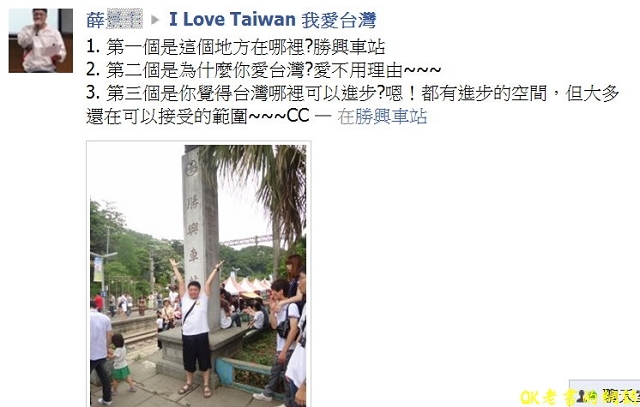 薛 ▶ I Love Taiwan 我愛台灣
1. 第一個是這個地方在哪裡?勝興車站
2. 第二個是為什麼你愛台灣?愛不用理由~~~
3. 第三個是你覺得台灣哪裡可以進步?嗯！都有進步的空間，但大多
還在可以接受的範圍~~~CC — 在勝興車站
勝興車